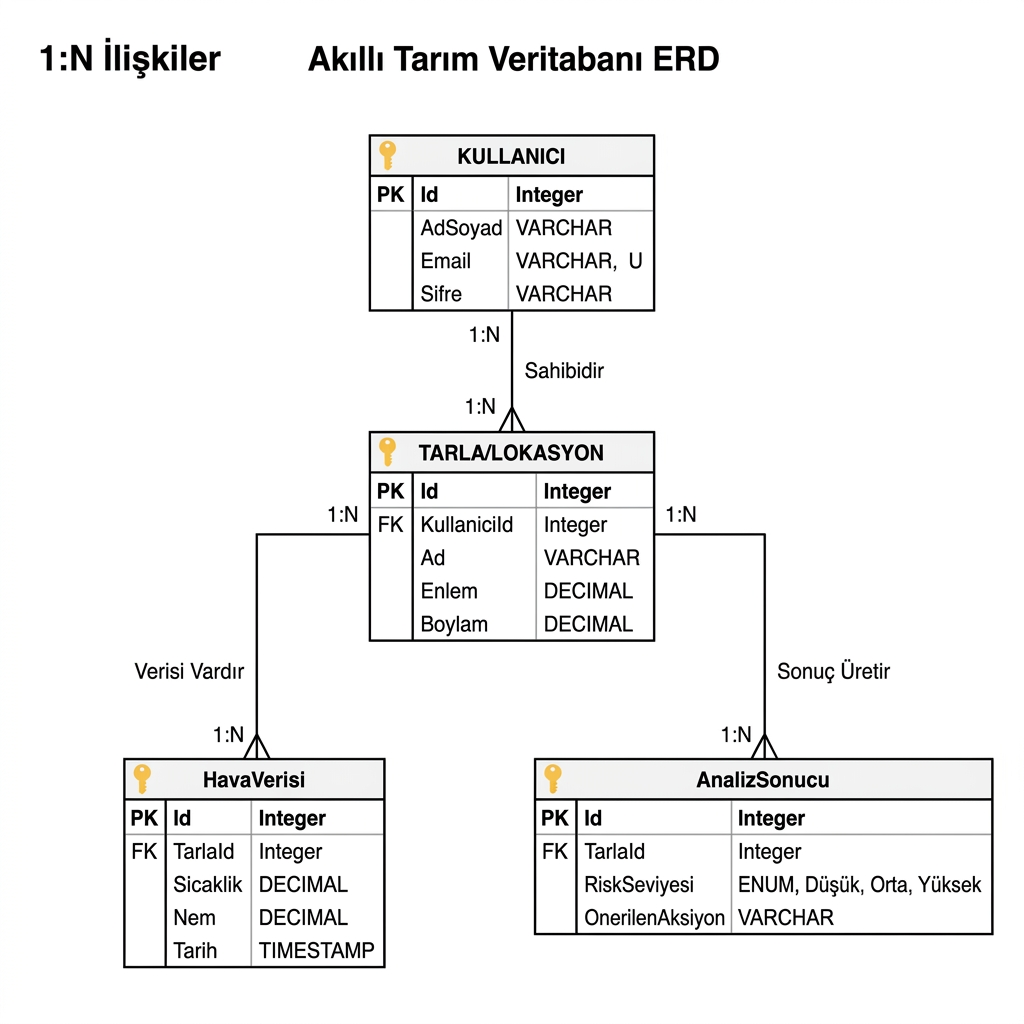 1:N İlişkiler
Akıllı Tarım Veritabanı ERD
KULLANICI
PK Id Integer
AdSoyad VARCHAR
Email VARCHAR, U
Sifre VARCHAR
1:N
Sahibidir
1:N
TARLA/LOKASYON
PK Id Integer
FK KullaniciId Integer
Ad VARCHAR
Enlem DECIMAL
Boylam DECIMAL
1:N
1:N
Verisi Vardır
Sonuç Üretir
1:N
1:N
HavaVerisi
PK Id Integer
FK TarlaId Integer
Sicaklik DECIMAL
Nem DECIMAL
Tarih TIMESTAMP
AnalizSonucu
PK Id Integer
FK TarlaId Integer
RiskSeviyesi ENUM, Düşük, Orta, Yüksek
OnerilenAksiyon VARCHAR